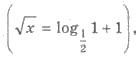 (√x = log_{1/2} 1 + 1),